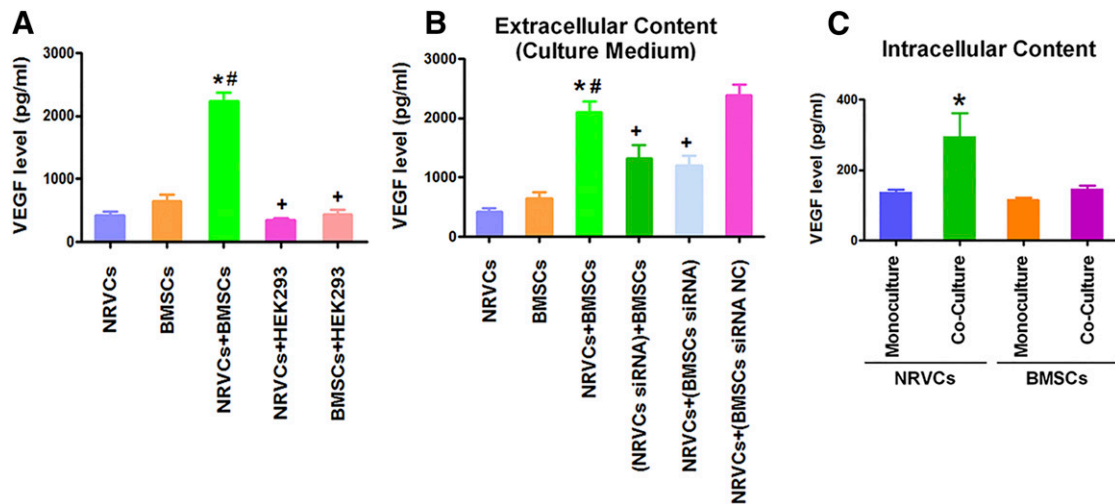 A
VEGF level (pg/ml)
3000
2000
1000
0
*#
+
+
NRVCs
BMSCs
NRVCs+BMSCs
NRVCs+HEK293
BMSCs+HEK293
B
Extracellular Content
(Culture Medium)
VEGF level (pg/ml)
3000
2000
1000
0
*#
+
+
NRVCs
BMSCs
NRVCs+BMSCs
(NRVCs siRNA)+BMSCs
NRVCs+(BMSCs siRNA)
NRVCs+(BMSCs siRNA NC)
C
Intracellular Content
VEGF level (pg/ml)
400
200
0
*
Monoculture
Co-Culture
Monoculture
Co-Culture
NRVCs
BMSCs